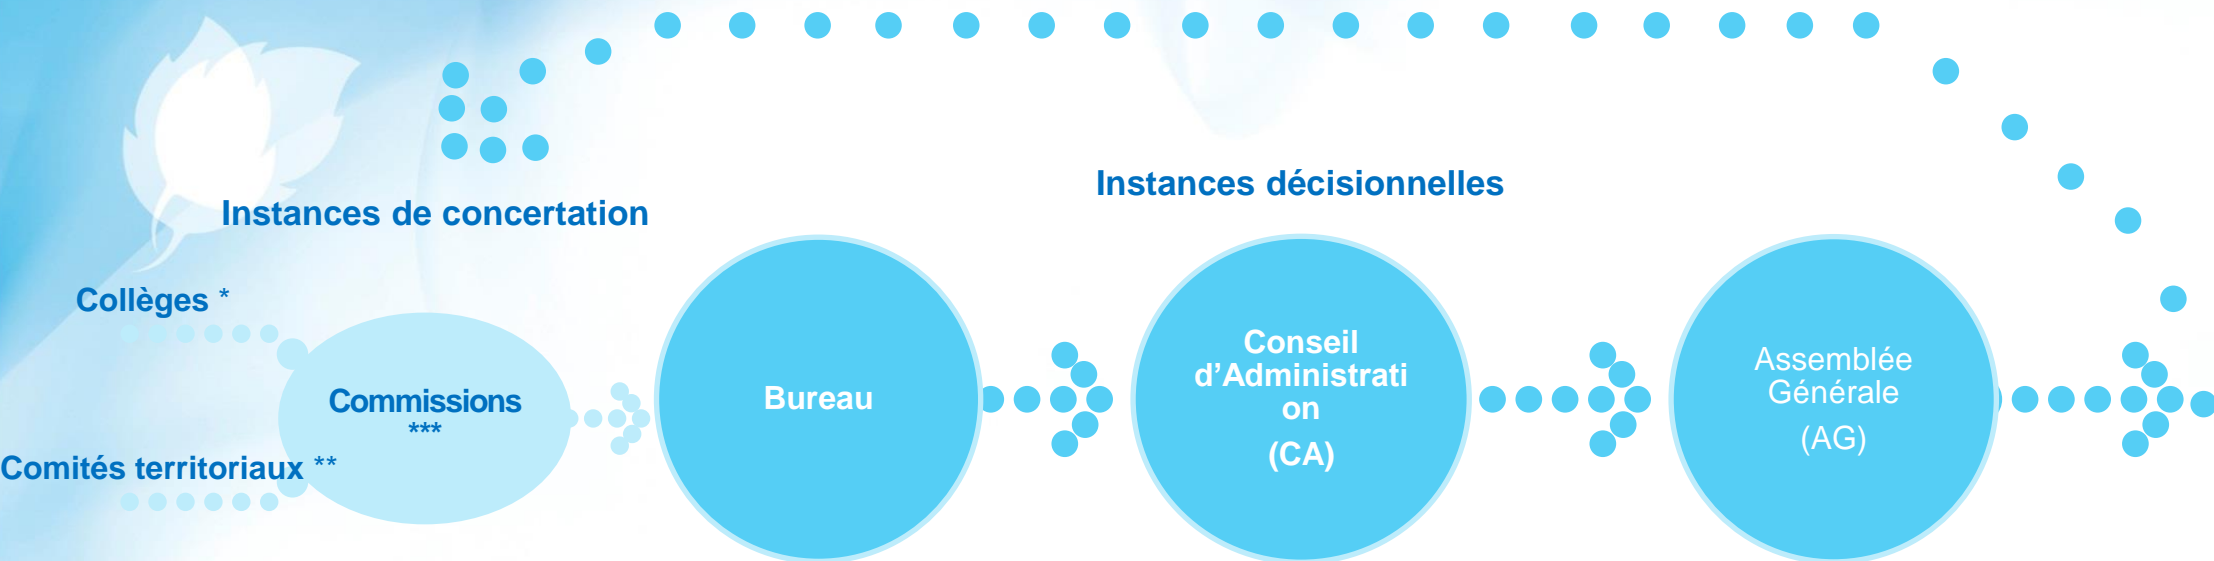 Instances de concertation
Instances décisionnelles
Collèges *
Comités territoriaux **
Commissions
***
Bureau
Conseil
d’Administrati
on
(CA)
Assemblée
Générale
(AG)